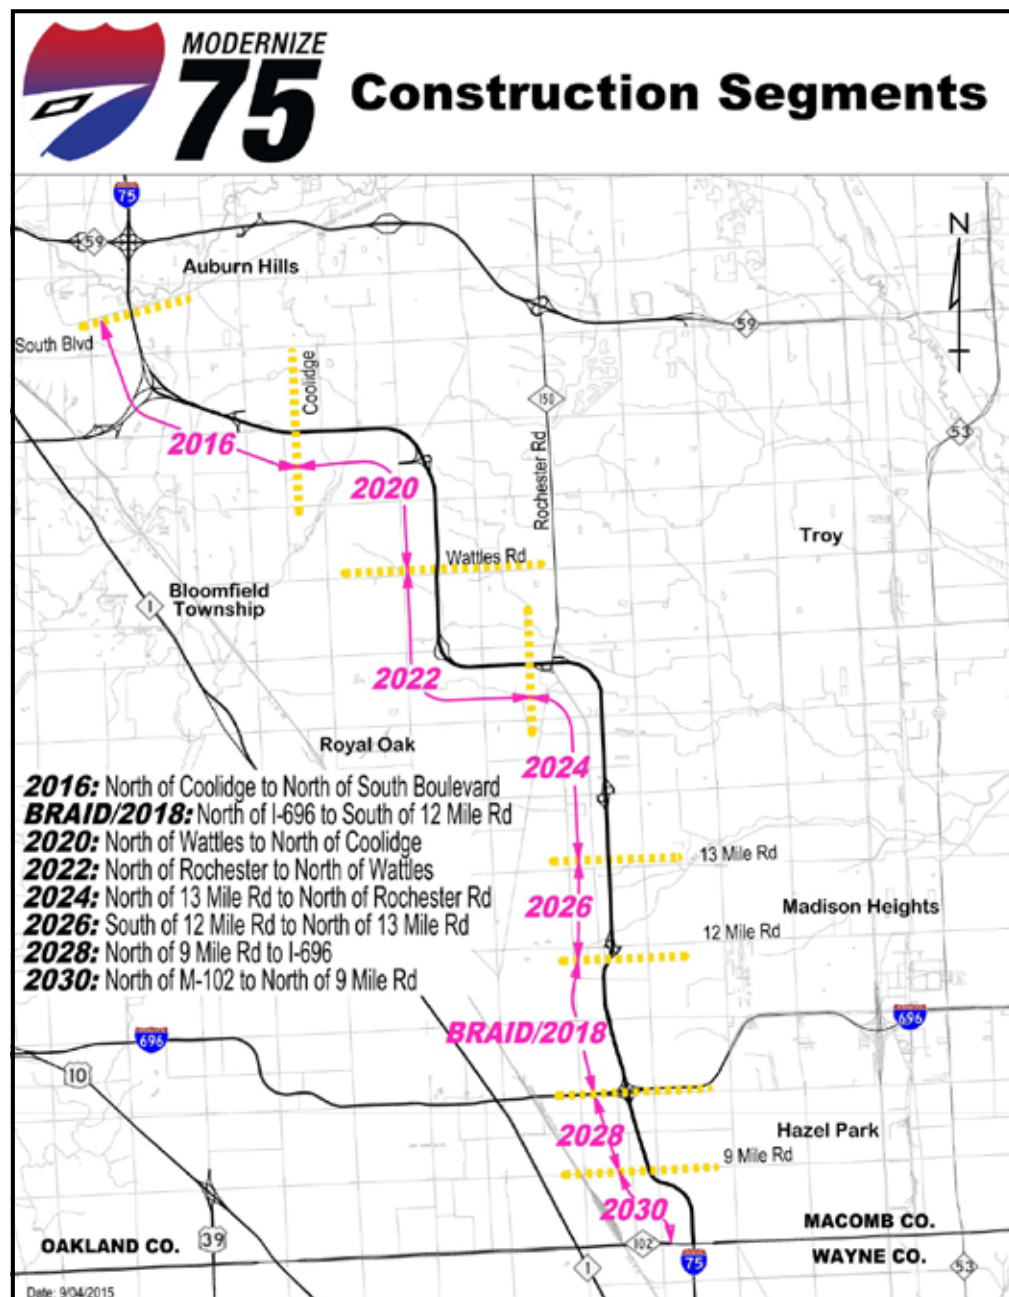 MODERNIZE
75
Construction Segments
75
59
Auburn Hills
N
South Blvd
59
Coolidge
150
53
2016
Rochester Rd
2020
Troy
Wattles Rd
Bloomfield
Township
1
2022
Royal Oak
2024
2016: North of Coolidge to North of South Boulevard
BRAID/2018: North of I-696 to South of 12 Mile Rd
2020: North of Wattles to North of Coolidge
2022: North of Rochester to North of Wattles
2024: North of 13 Mile Rd to North of Rochester Rd
2026: South of 12 Mile Rd to North of 13 Mile Rd
2028: North of 9 Mile Rd to I-696
2030: North of M-102 to North of 9 Mile Rd
13 Mile Rd
2026
Madison Heights
12 Mile Rd
696
BRAID/2018
696
10
2028
Hazel Park
9 Mile Rd
2030
MACOMB CO.
OAKLAND CO.
39
102
WAYNE CO.
75
1
53
Date: 9/04/2015